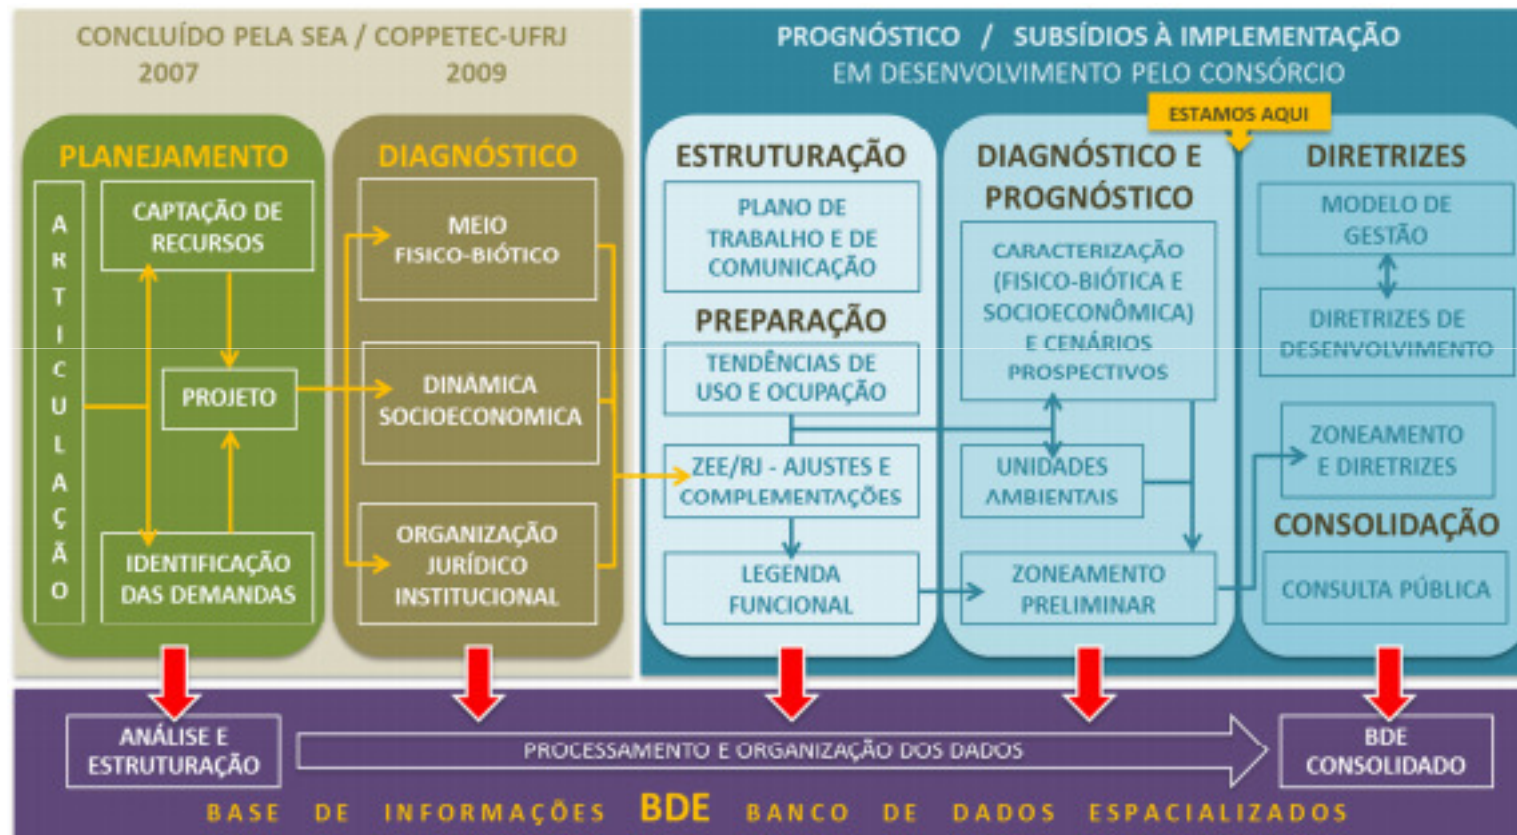 CONCLUÍDO PELA SEA / COPPETEC-UFRJ
2007 2009
PROGNÓSTICO / SUBSÍDIOS À IMPLEMENTAÇÃO
EM DESENVOLVIMENTO PELO CONSÓRCIO
ESTAMOS AQUI
PLANEJAMENTO
ARTICULAÇÃO
CAPTAÇÃO DE
RECURSOS
PROJETO
IDENTIFICAÇÃO
DAS DEMANDAS
DIAGNÓSTICO
MEIO
FISICO-BIÓTICO
DINÂMICA
SOCIOECONOMICA
ORGANIZAÇÃO
JURÍDICO
INSTITUCIONAL
ESTRUTURAÇÃO
PLANO DE
TRABALHO E DE
COMUNICAÇÃO
PREPARAÇÃO
TENDÊNCIAS DE
USO E OCUPAÇÃO
ZEE/RJ - AJUSTES E
COMPLEMENTAÇÕES
LEGENDA
FUNCIONAL
DIAGNÓSTICO E
PROGNÓSTICO
CARACTERIZAÇÃO
(FISICO-BIÓTICA E
SOCIOECONÔMICA)
E CENÁRIOS
PROSPECTIVOS
UNIDADES
AMBIENTAIS
ZONEAMENTO
PRELIMINAR
DIRETRIZES
MODELO DE
GESTÃO
DIRETRIZES DE
DESENVOLVIMENTO
ZONEAMENTO
E DIRETRIZES
CONSOLIDAÇÃO
CONSULTA PÚBLICA
ANÁLISE E
ESTRUTURAÇÃO
PROCESSAMENTO E ORGANIZAÇÃO DOS DADOS
BDE
CONSOLIDADO
BASE DE INFORMAÇÕES BDE BANCO DE DADOS ESPACIALIZADOS